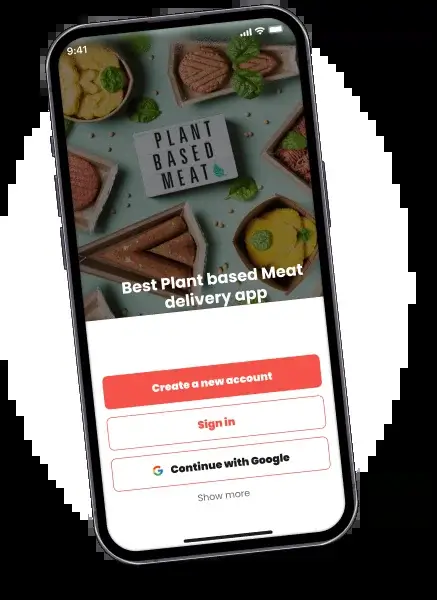 9:41
PLANT
BASED
MEAT
Best Plant based Meat
delivery app
Create a new account
Sign in
Continue with Google
Show more